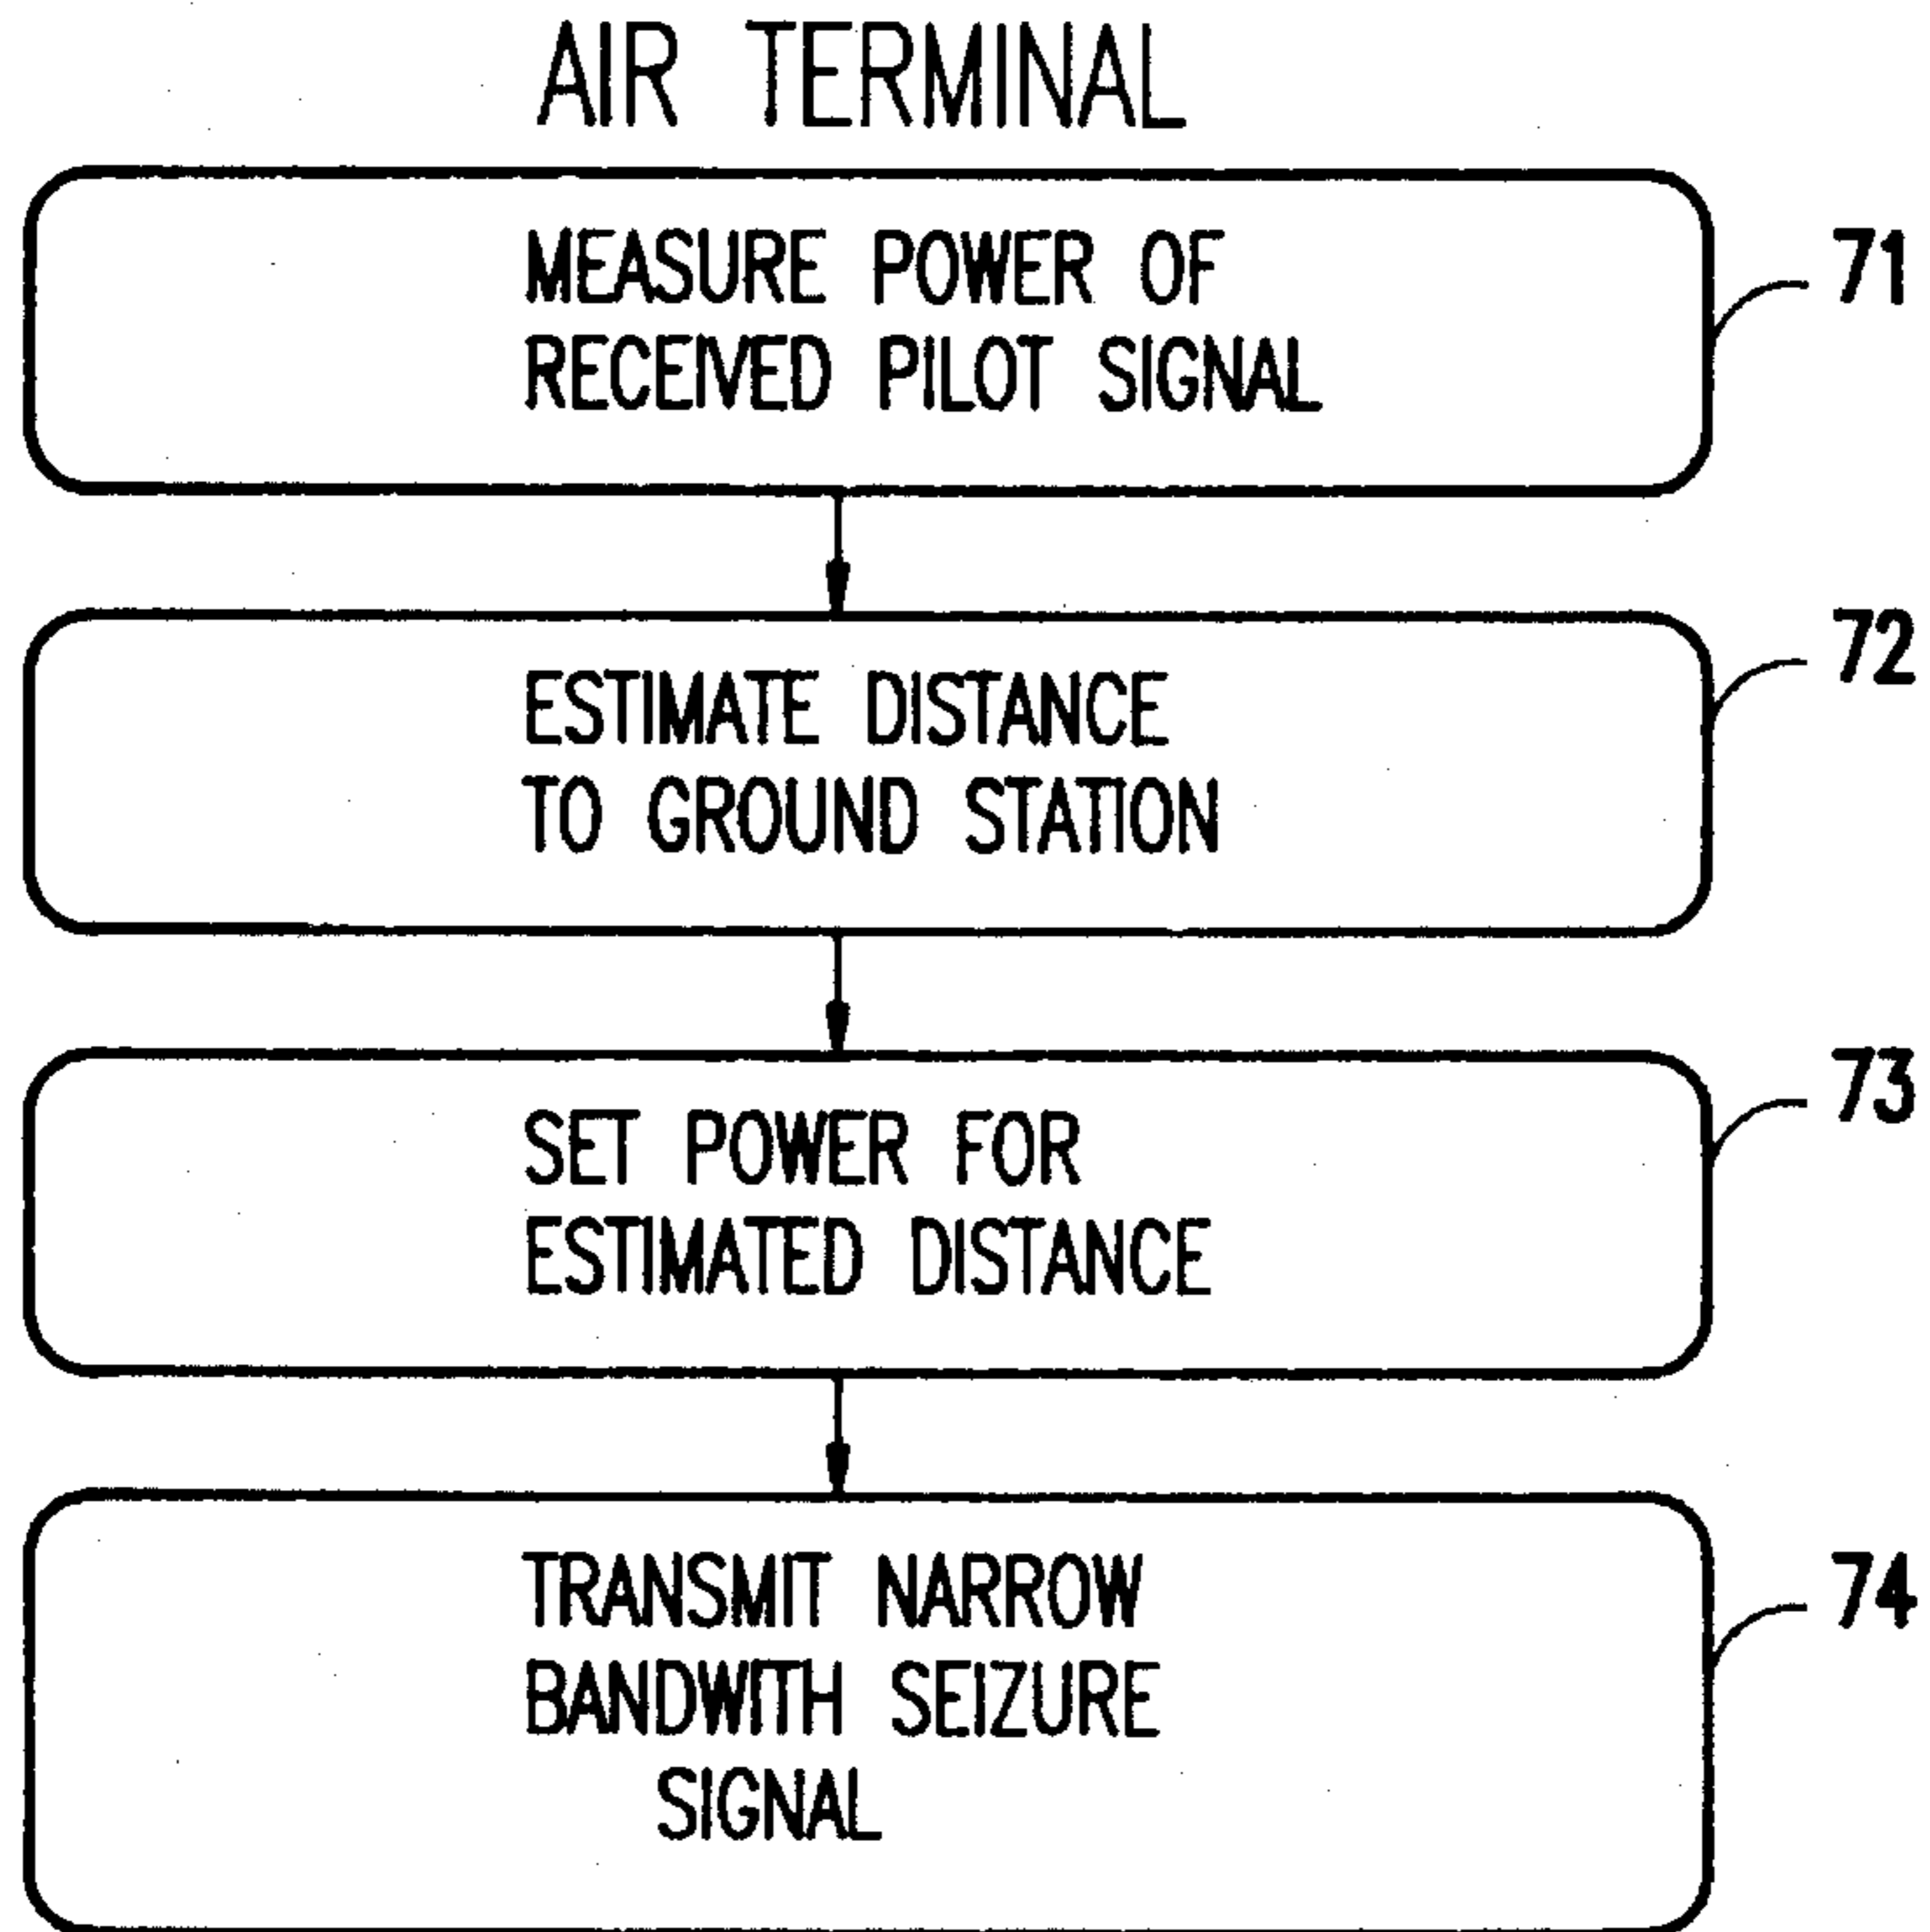 AIR TERMINAL
MEASURE POWER OF
RECEIVED PILOT SIGNAL
71
ESTIMATE DISTANCE
TO GROUND STATION
72
SET POWER FOR
ESTIMATED DISTANCE
73
TRANSMIT NARROW
BANDWITH SEIZURE
SIGNAL
74